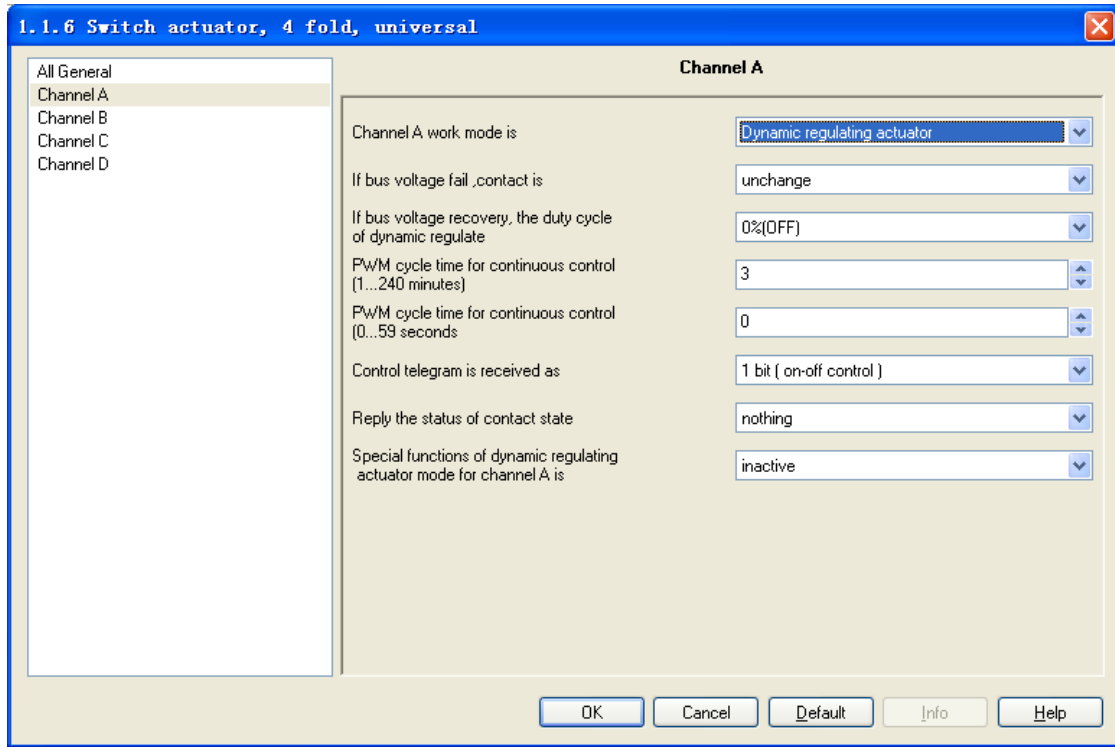 1.1.6 Switch actuator, 4 fold, universal
All General
Channel A
Channel B
Channel C
Channel D
Channel A
Channel A work mode is
Dynamic regulating actuator
If bus voltage fail ,contact is
unchange
If bus voltage recovery, the duty cycle
of dynamic regulate
0%(OFF)
PWM cycle time for continuous control
(1...240 minutes)
3
PWM cycle time for continuous control
(0...59 seconds
0
Control telegram is received as
1 bit ( on-off control )
Reply the status of contact state
nothing
Special functions of dynamic regulating
actuator mode for channel A is
inactive
OK
Cancel
Default
Info
Help